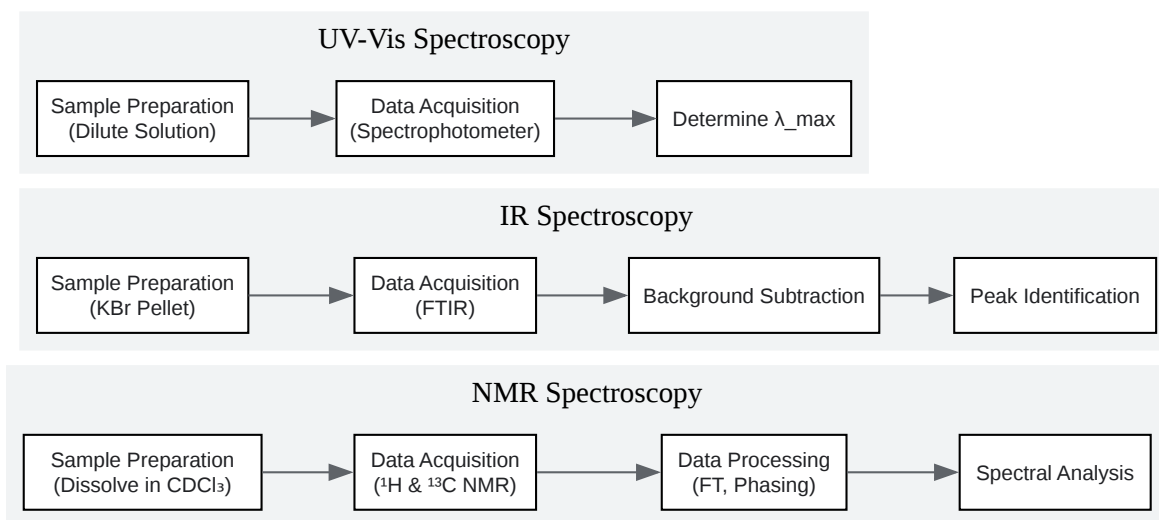 UV-Vis Spectroscopy
Sample Preparation
(Dilute Solution)
Data Acquisition
(Spectrophotometer)
Determine λ_max
IR Spectroscopy
Sample Preparation
(KBr Pellet)
Data Acquisition
(FTIR)
Background Subtraction
Peak Identification
NMR Spectroscopy
Sample Preparation
(Dissolve in CDCl₃)
Data Acquisition
(¹H & ¹³C NMR)
Data Processing
(FT, Phasing)
Spectral Analysis